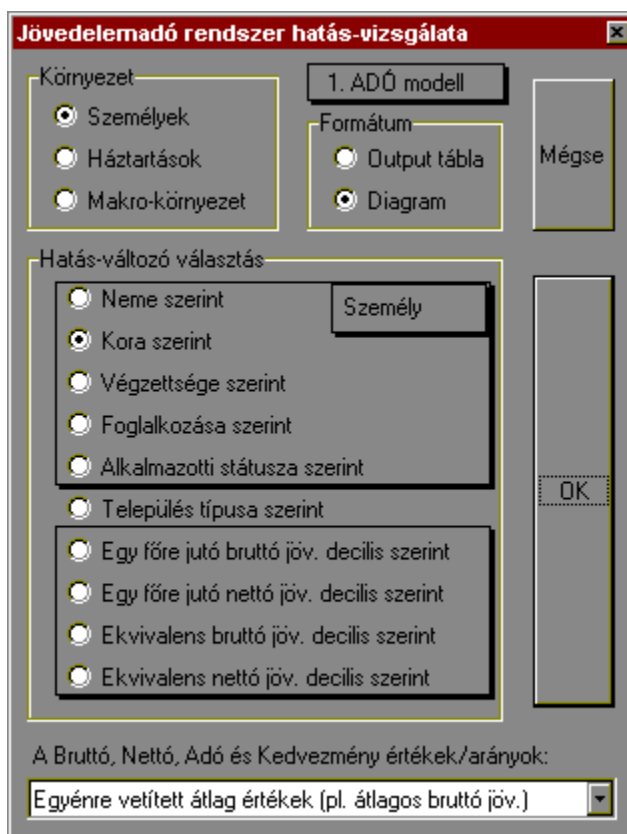 Jövedelemadó rendszer hatás-vizsgálata
Környezet
Személyek
Háztartások
Makro-környezet
1. ADÓ modell
Formátum
Output tábla
Diagram
Mégse
Hatás-változó választás
Neme szerint
Személy
Kora szerint
Végzettsége szerint
Foglalkozása szerint
Alkalmazotti státusza szerint
Település típusa szerint
Egy főre jutó bruttó jöv. decilis szerint
Egy főre jutó nettó jöv. decilis szerint
Ekvivalens bruttó jöv. decilis szerint
Ekvivalens nettó jöv. decilis szerint
OK
A Bruttó, Nettó, Adó és Kedvezmény értékek/arányok:
Egyénre vetített átlag értékek (pl. átlagos bruttó jöv.)